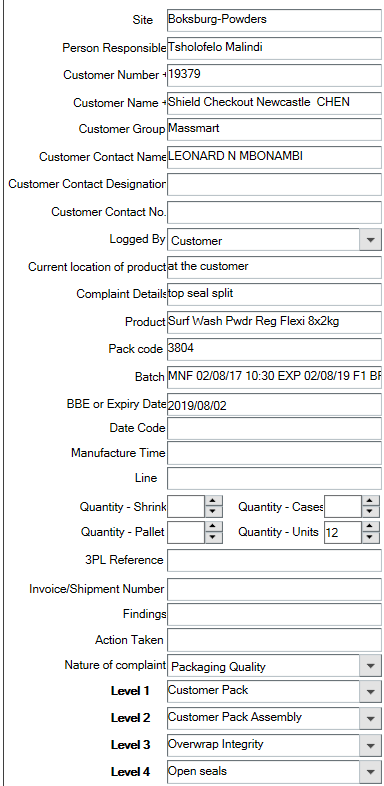 Site Boksburg-Powders
Person Responsible Tsholofelo Malindi
Customer Number + 19379
Customer Name + Shield Checkout Newcastle CHEN
Customer Group Massmart
Customer Contact Name LEONARD N MBONAMBI
Customer Contact Designation
Customer Contact No.
Logged By Customer
Current location of product at the customer
Complaint Details top seal split
Product Surf Wash Pwdr Reg Flexi 8x2kg
Pack code 3804
Batch MNF 02/08/17 10:30 EXP 02/08/19 F1
BBE or Expiry Date 2019/08/02
Date Code
Manufacture Time
Line
Quantity - Shrink Quantity - Cases
Quantity - Pallet Quantity - Units 12
3PL Reference
Invoice/Shipment Number
Findings
Action Taken
Nature of complaint Packaging Quality
Level 1 Customer Pack
Level 2 Customer Pack Assembly
Level 3 Overwrap Integrity
Level 4 Open seals